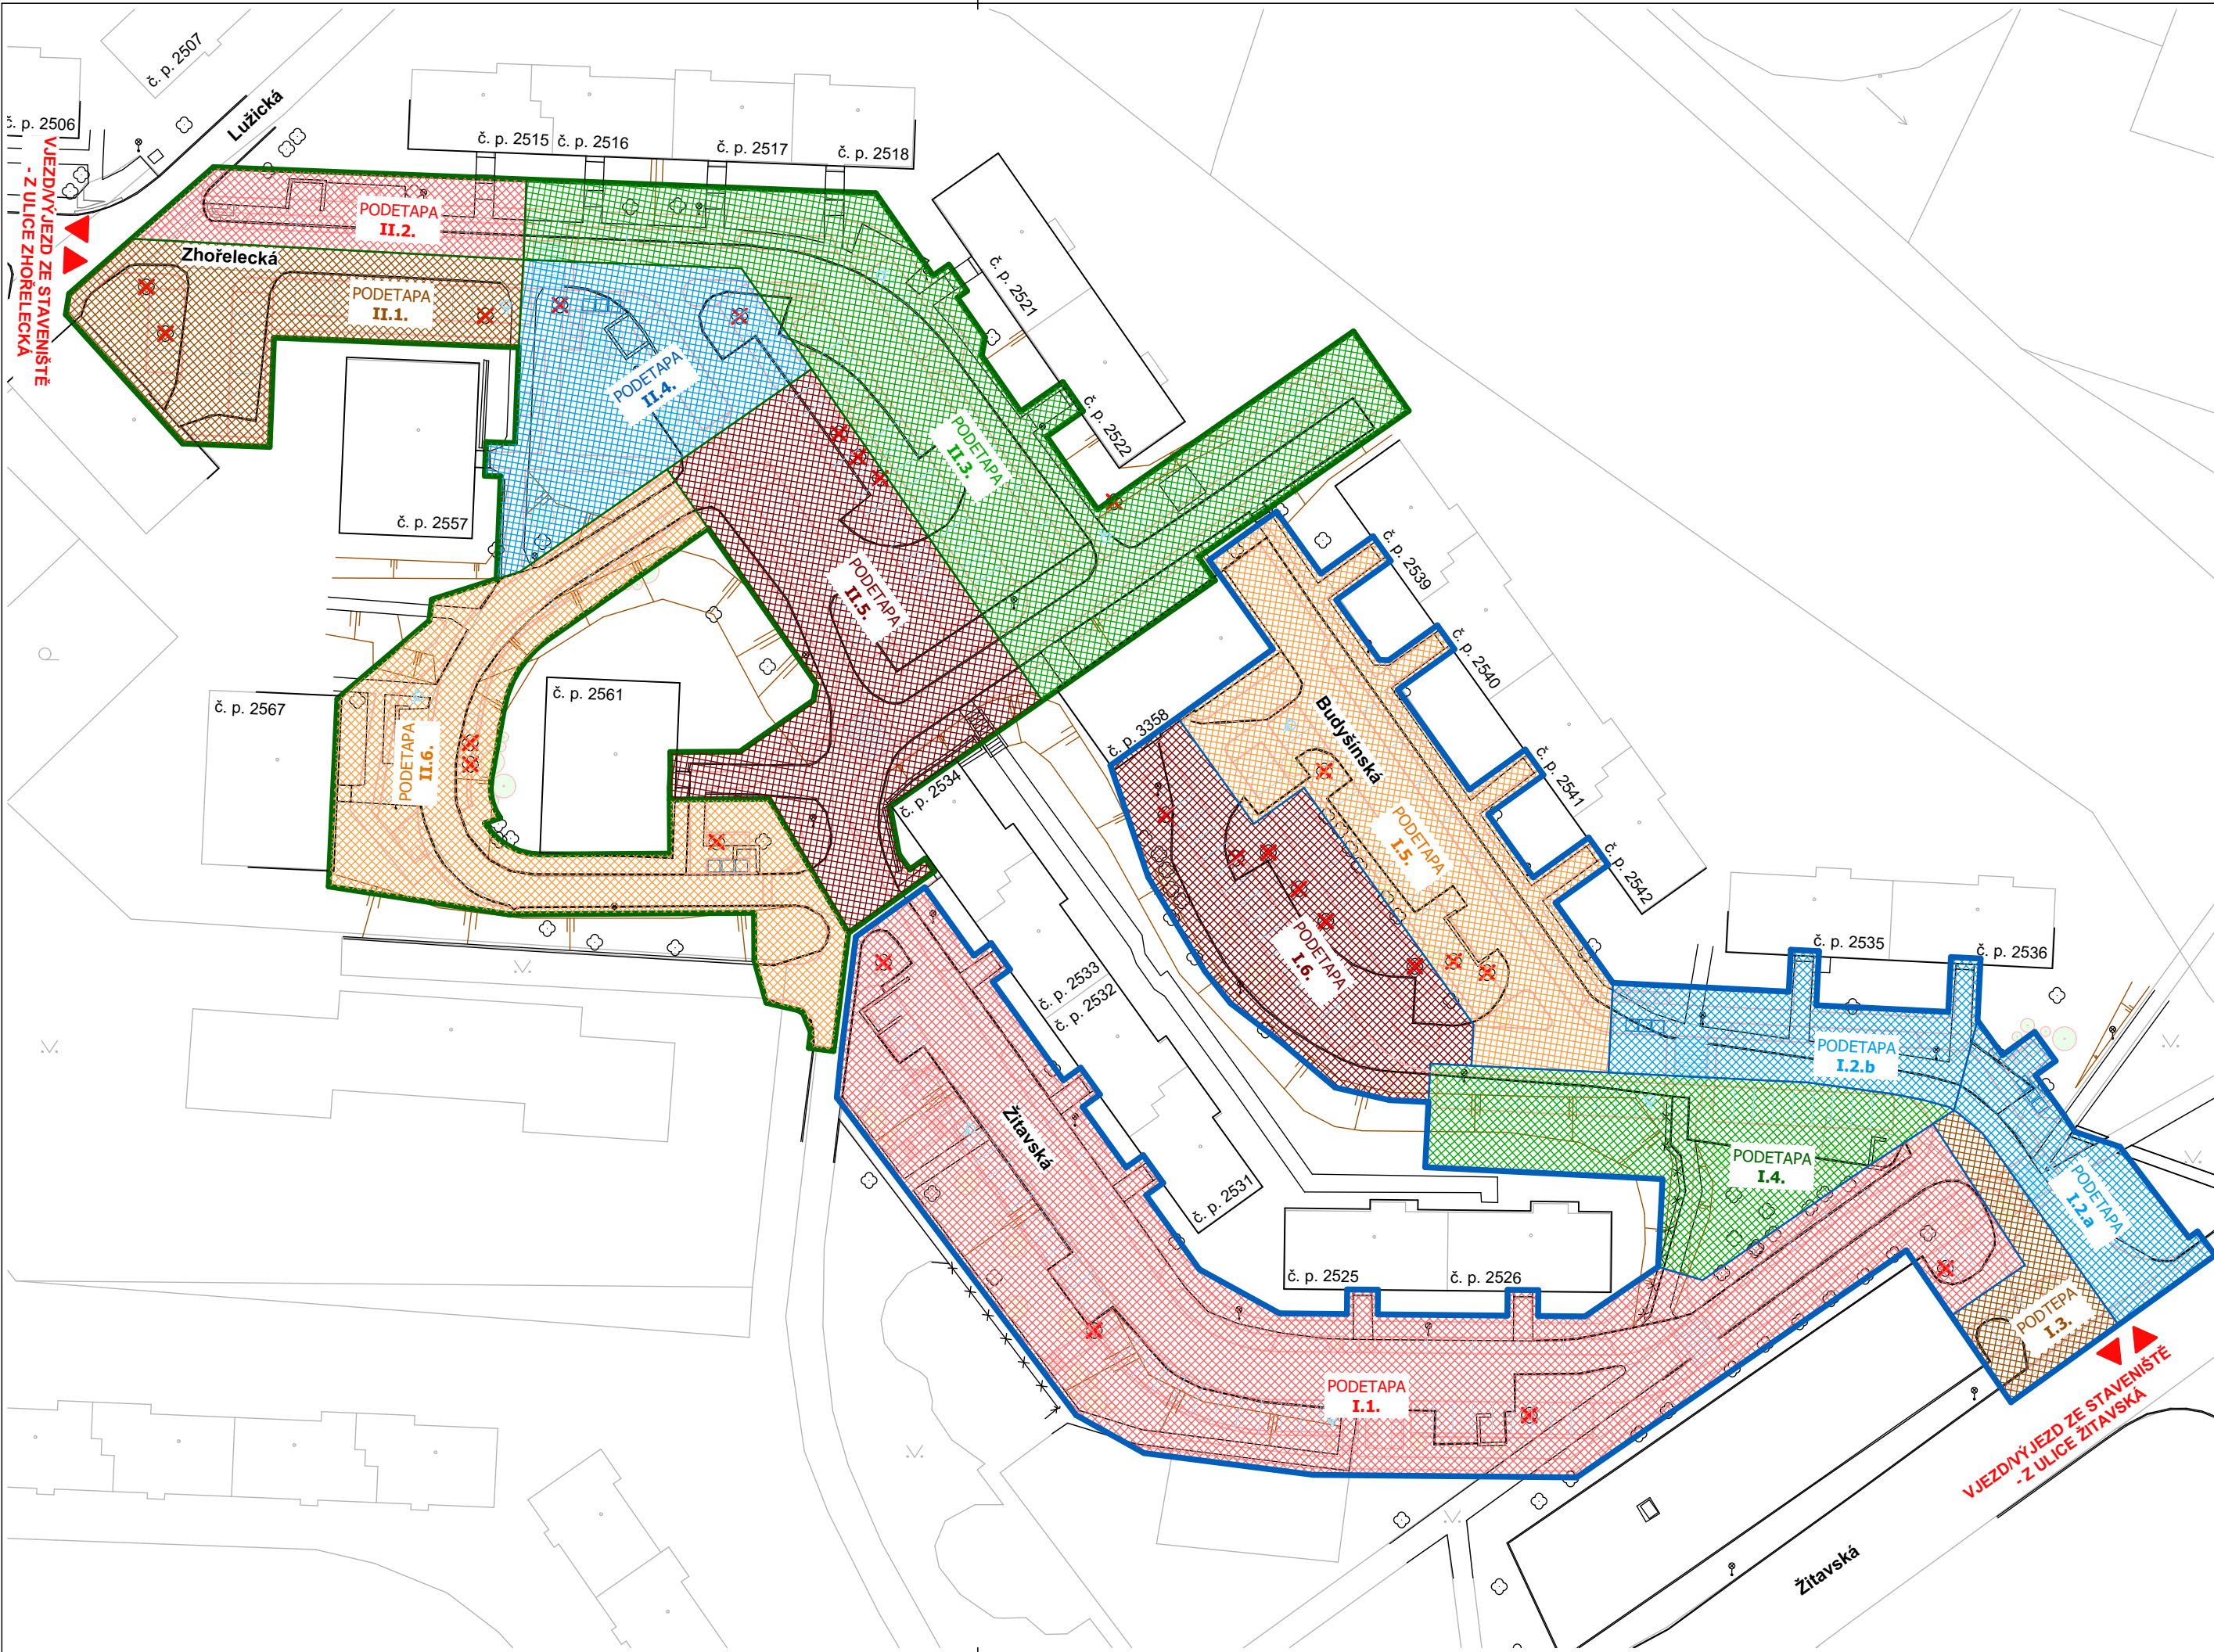 č. p. 2507
Lužická
č. p. 2506
VJEZD/VÝJEZD ZE STAVENIŠTĚ
- Z ULICE ZHOŘELECKÁ
č. p. 2515
č. p. 2516
č. p. 2517
č. p. 2518
PODETAPA
II.2.
Zhořelecká
PODETAPA
II.1.
č. p. 2521
č. p. 2522
PODETAPA
II.4.
PODETAPA
II.3.
č. p. 2557
PODETAPA
II.5.
č. p. 2539
č. p. 2540
č. p. 2541
č. p. 2542
č. p. 2567
č. p. 2561
PODETAPA
II.6.
č. p. 3358
Budyšínská
č. p. 2534
PODETAPA
I.5.
PODETAPA
I.6.
č. p. 2535
č. p. 2536
č. p. 2533
č. p. 2532
PODETAPA
I.2.b
Žitavská
č. p. 2531
PODETAPA
I.4.
PODETAPA
I.2.a
č. p. 2525
č. p. 2526
PODTEPA
I.3.
PODETAPA
I.1.
VJEZD/VÝJEZD ZE STAVENIŠTĚ
- Z ULICE ŽITAVSKÁ
Žitavská